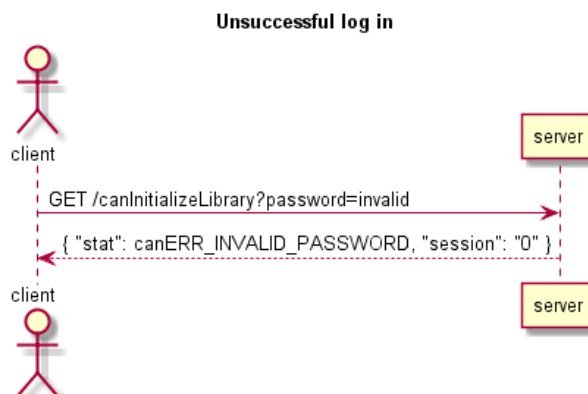 Unsuccessful log in
client
server
GET /canInitializeLibrary?password=invalid
{ "stat": canERR_INVALID_PASSWORD, "session": "0" }
client
server